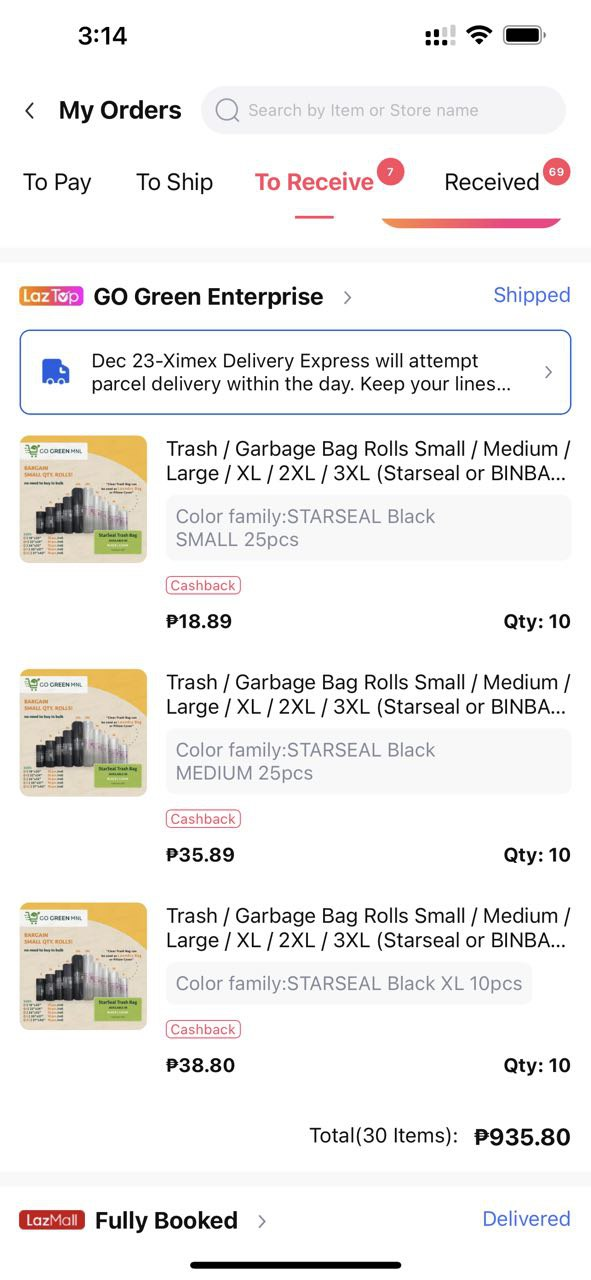 3:14
My Orders
Search by Item or Store name
To Pay
To Ship
To Receive
7
Received
69
LazTop
GO Green Enterprise
Shipped
Dec 23-Ximex Delivery Express will attempt
parcel delivery within the day. Keep your lines...
GO GREEN MNL
BARGAIN
SMALL QTY. ROLLS!
no need to buy in bulk
StarSeal Trash Bag
Trash / Garbage Bag Rolls Small / Medium /
Large / XL / 2XL / 3XL (Starseal or BINBA...
Color family:STARSEAL Black
SMALL 25pcs
Cashback
₱18.89
Qty: 10
GO GREEN MNL
BARGAIN
SMALL QTY. ROLLS!
no need to buy in bulk
StarSeal Trash Bag
Trash / Garbage Bag Rolls Small / Medium /
Large / XL / 2XL / 3XL (Starseal or BINBA...
Color family:STARSEAL Black
MEDIUM 25pcs
Cashback
₱35.89
Qty: 10
GO GREEN MNL
BARGAIN
SMALL QTY. ROLLS!
no need to buy in bulk
StarSeal Trash Bag
Trash / Garbage Bag Rolls Small / Medium /
Large / XL / 2XL / 3XL (Starseal or BINBA...
Color family:STARSEAL Black XL 10pcs
Cashback
₱38.80
Qty: 10
Total(30 Items): ₱935.80
LazMall
Fully Booked
Delivered